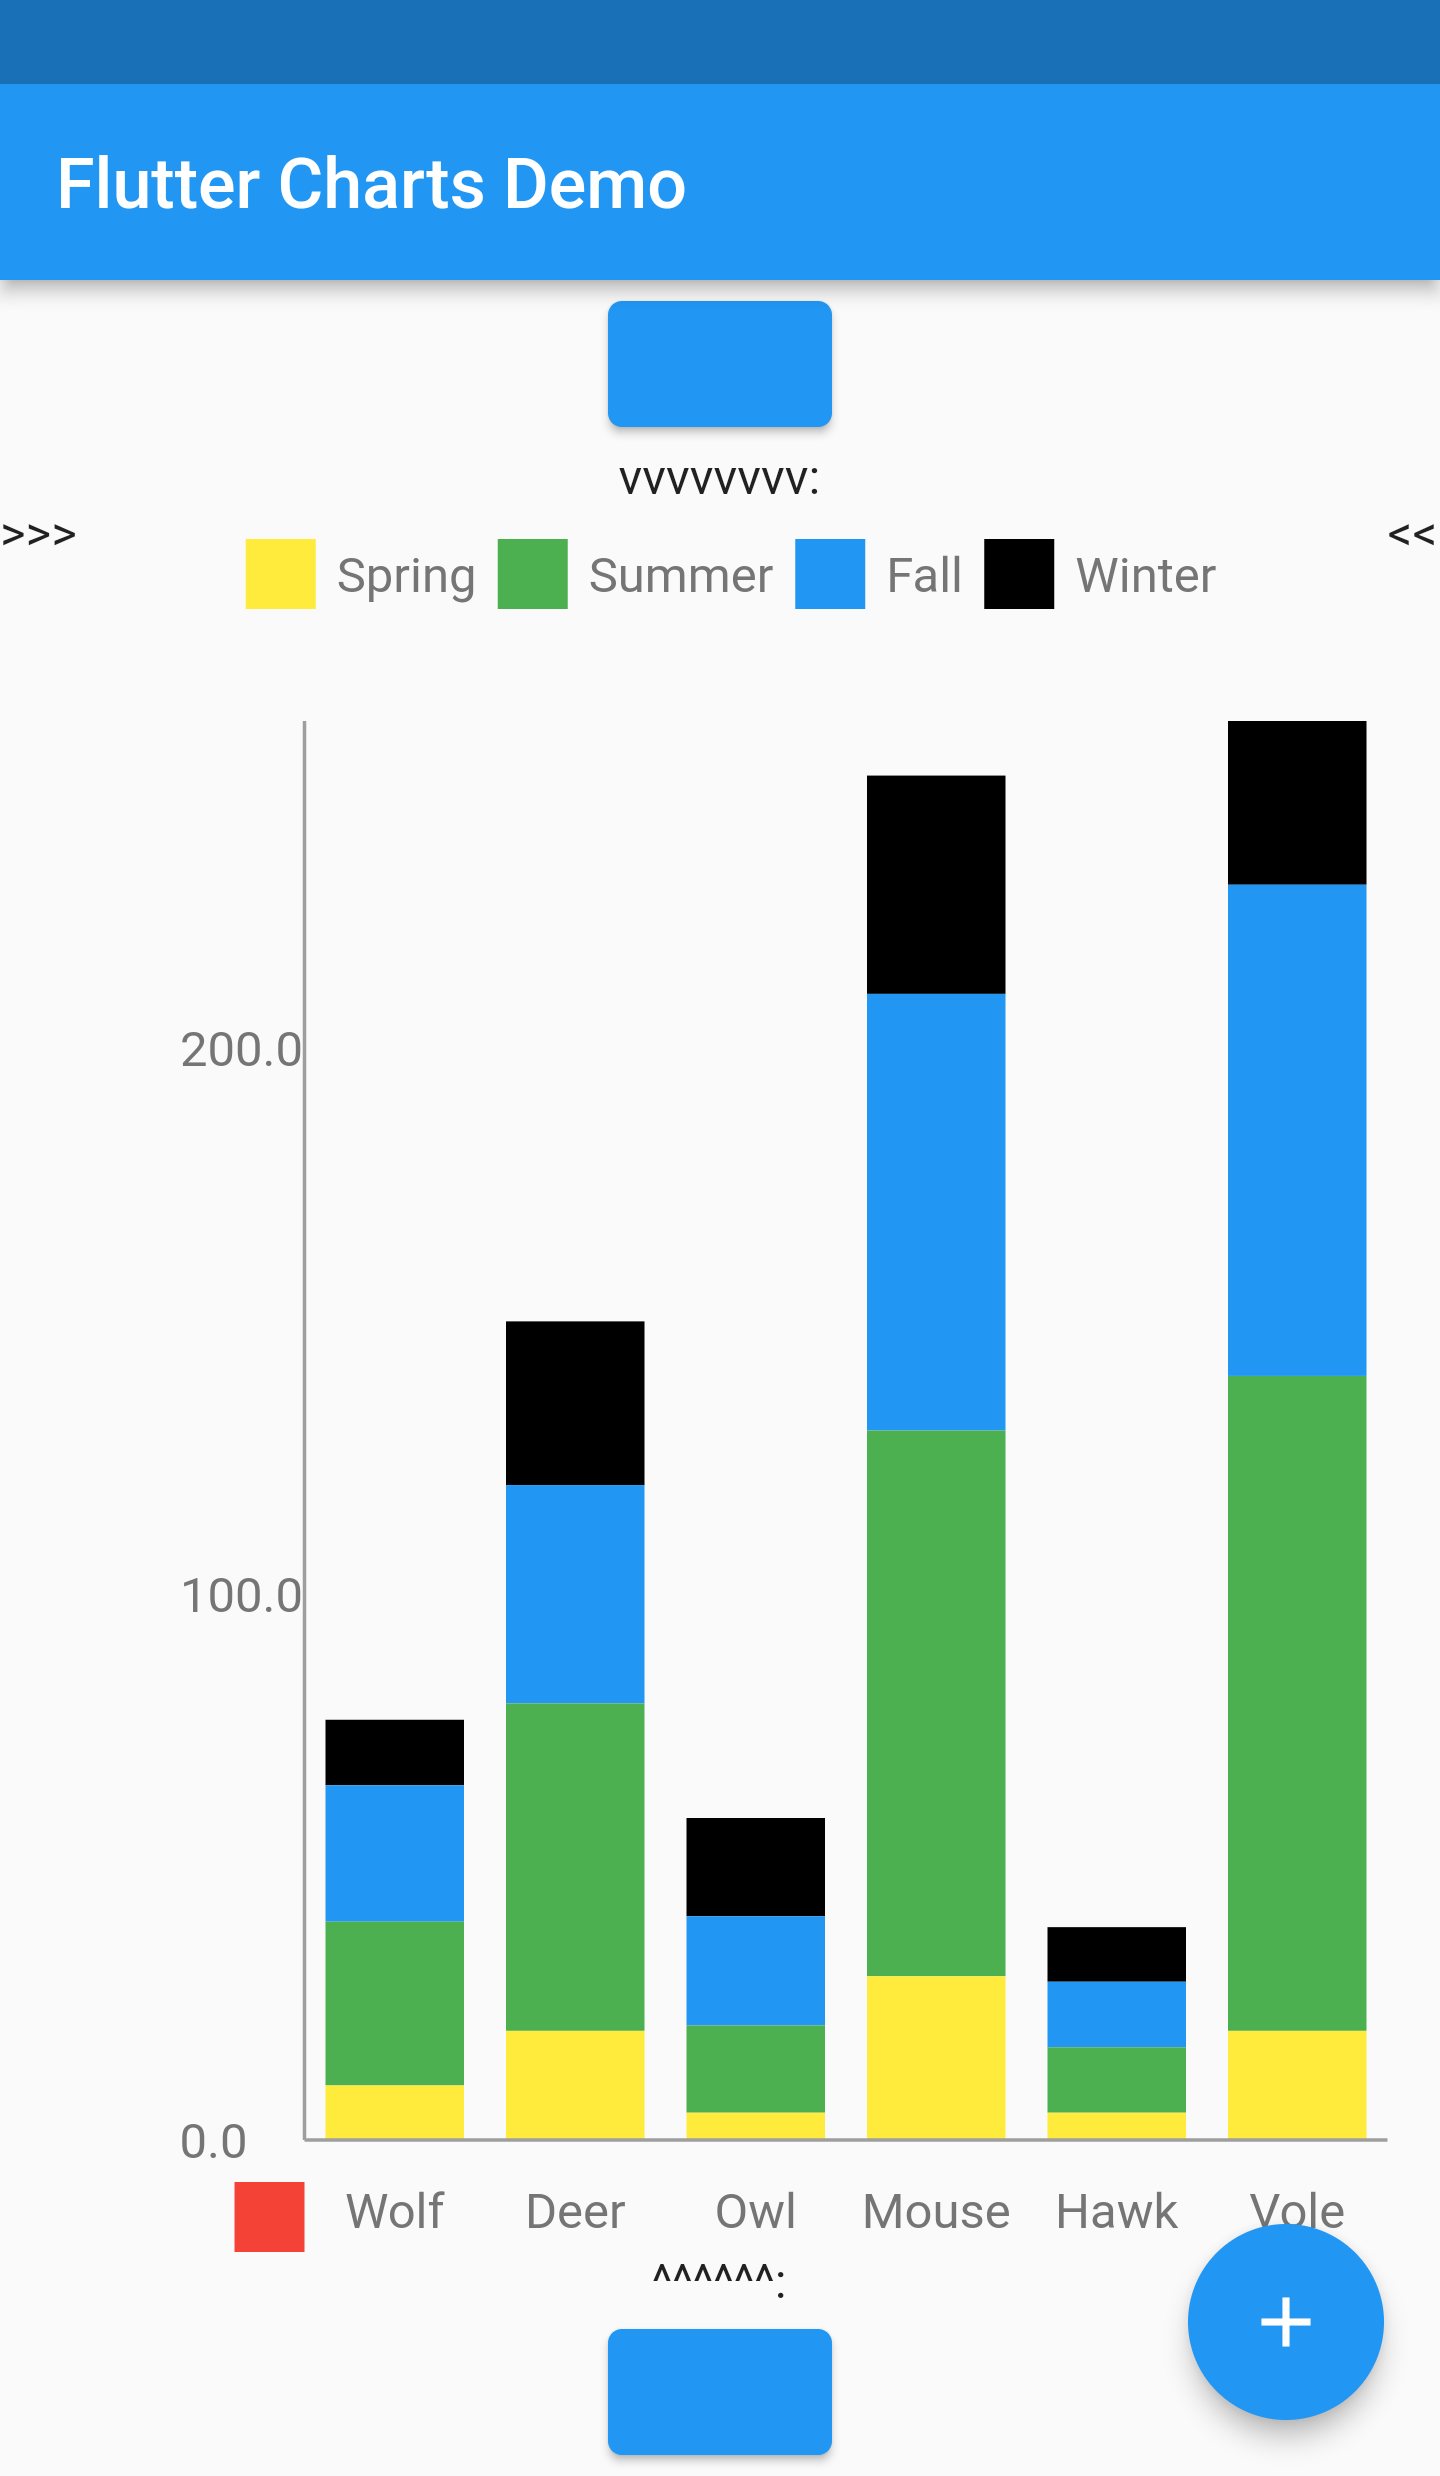 Flutter Charts Demo
vvvvvvvv:
>>> <<
Spring Summer Fall Winter
200.0
100.0
0.0
Wolf Deer Owl Mouse Hawk Vole
^^^^^^:
+